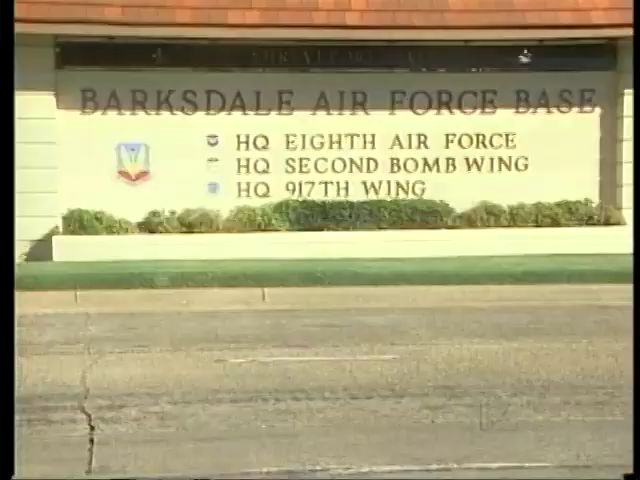 BARKSDALE AIR FORCE BASE
HQ EIGHTH AIR FORCE
HQ SECOND BOMB WING
HQ 917TH WING